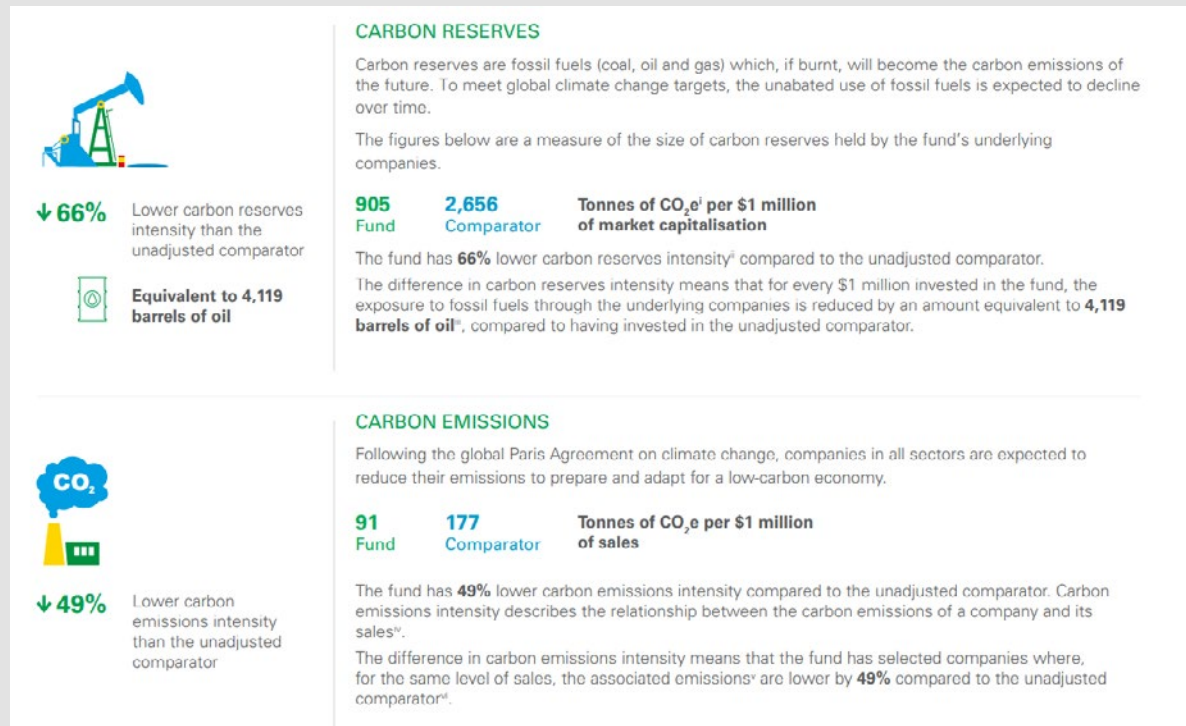 CARBON RESERVES
Carbon reserves are fossil fuels (coal, oil and gas) which, if burnt, will become the carbon emissions of
the future. To meet global climate change targets, the unabated use of fossil fuels is expected to decline
over time.
The figures below are a measure of the size of carbon reserves held by the fund's underlying
companies.
↓ 66%
Lower carbon reserves
intensity than the
unadjusted comparator
905 2,656 Tonnes of CO₂eⁱ per $1 million
Fund Comparator of market capitalisation
The fund has 66% lower carbon reserves intensityⁱⁱ compared to the unadjusted comparator.
Equivalent to 4,119
barrels of oil
The difference in carbon reserves intensity means that for every $1 million invested in the fund, the
exposure to fossil fuels through the underlying companies is reduced by an amount equivalent to 4,119
barrels of oilⁱⁱⁱ, compared to having invested in the unadjusted comparator.
CARBON EMISSIONS
Following the global Paris Agreement on climate change, companies in all sectors are expected to
reduce their emissions to prepare and adapt for a low-carbon economy.
CO₂
91 177 Tonnes of CO₂e per $1 million
Fund Comparator of sales
↓ 49%
Lower carbon
emissions intensity
than the unadjusted
comparator
The fund has 49% lower carbon emissions intensity compared to the unadjusted comparator. Carbon
emissions intensity describes the relationship between the carbon emissions of a company and its
salesⁱᵛ.
The difference in carbon emissions intensity means that the fund has selected companies where,
for the same level of sales, the associated emissionsᵛ are lower by 49% compared to the unadjusted
comparatorᵛⁱ.